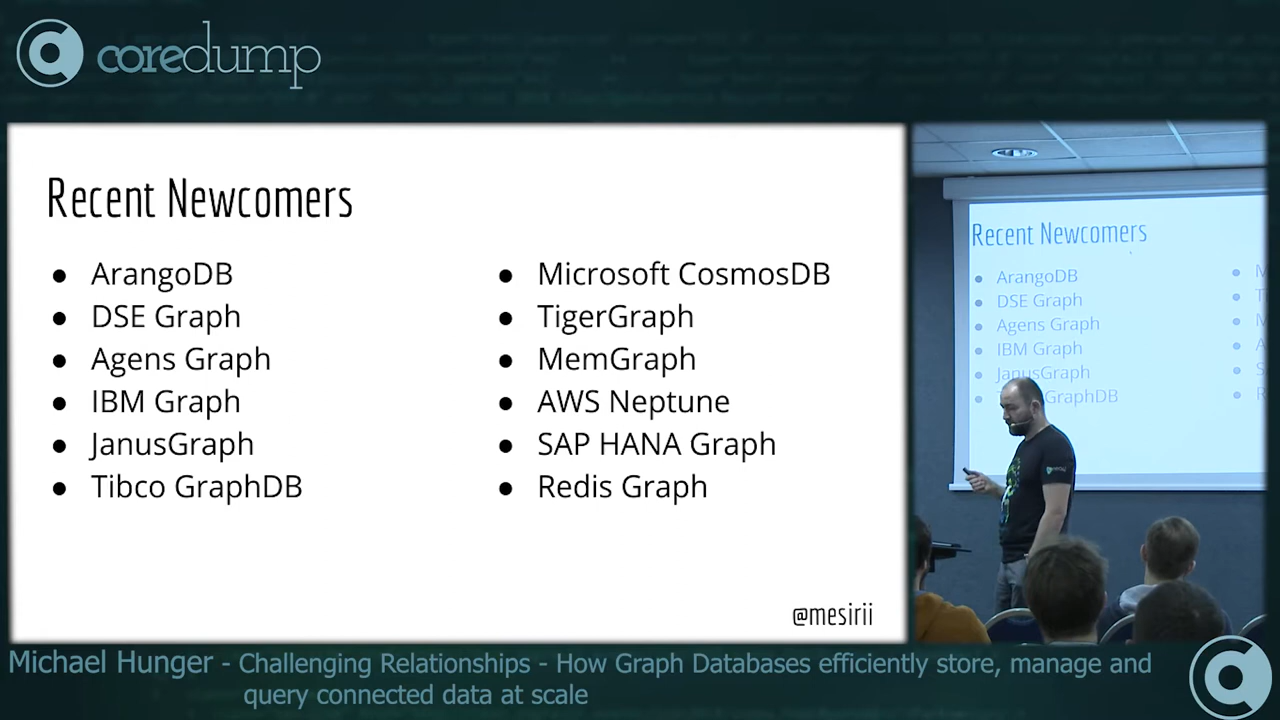 coredump
Recent Newcomers
● ArangoDB
● DSE Graph
● Agens Graph
● IBM Graph
● JanusGraph
● Tibco GraphDB
● Microsoft CosmosDB
● TigerGraph
● MemGraph
● AWS Neptune
● SAP HANA Graph
● Redis Graph
@mesirii
Recent Newcomers
● ArangoDB
● DSE Graph
● Agens Graph
● IBM Graph
● JanusGraph
● GraphDB
Michael Hunger - Challenging Relationships - How Graph Databases efficiently store, manage and
query connected data at scale